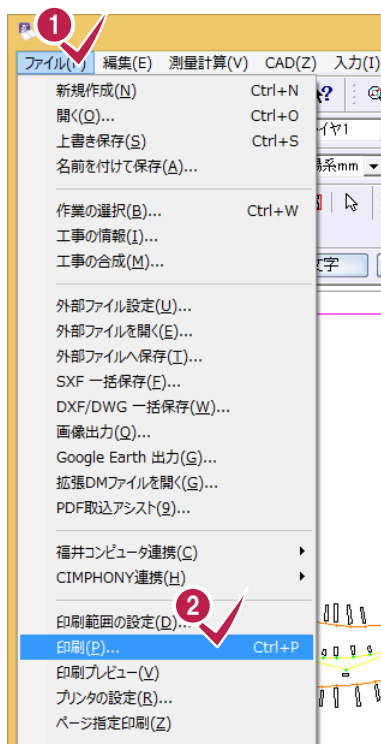 1
ファイル(F) 編集(E) 測量計算(V) CAD(Z) 入力(I)
新規作成(N) Ctrl+N
開く(O)... Ctrl+O
上書き保存(S) Ctrl+S
イヤ1
名前を付けて保存(A)...
系mm
作業の選択(B)... Ctrl+W
工事の情報(I)...
工事の合成(M)...
文字
外部ファイル設定(U)...
外部ファイルを開く(E)...
外部ファイルへ保存(T)...
SXF 一括保存(F)...
DXF/DWG 一括保存(W)...
画像出力(Q)...
Google Earth 出力(G)...
拡張DMファイルを開く(G)...
PDF取込アシスト(9)...
福井コンピュータ連携(C)
CIMPHONY連携(H)
2
印刷範囲の設定(D)...
印刷(P)... Ctrl+P
印刷プレビュー(V)
プリンタの設定(R)...
ページ指定印刷(Z)